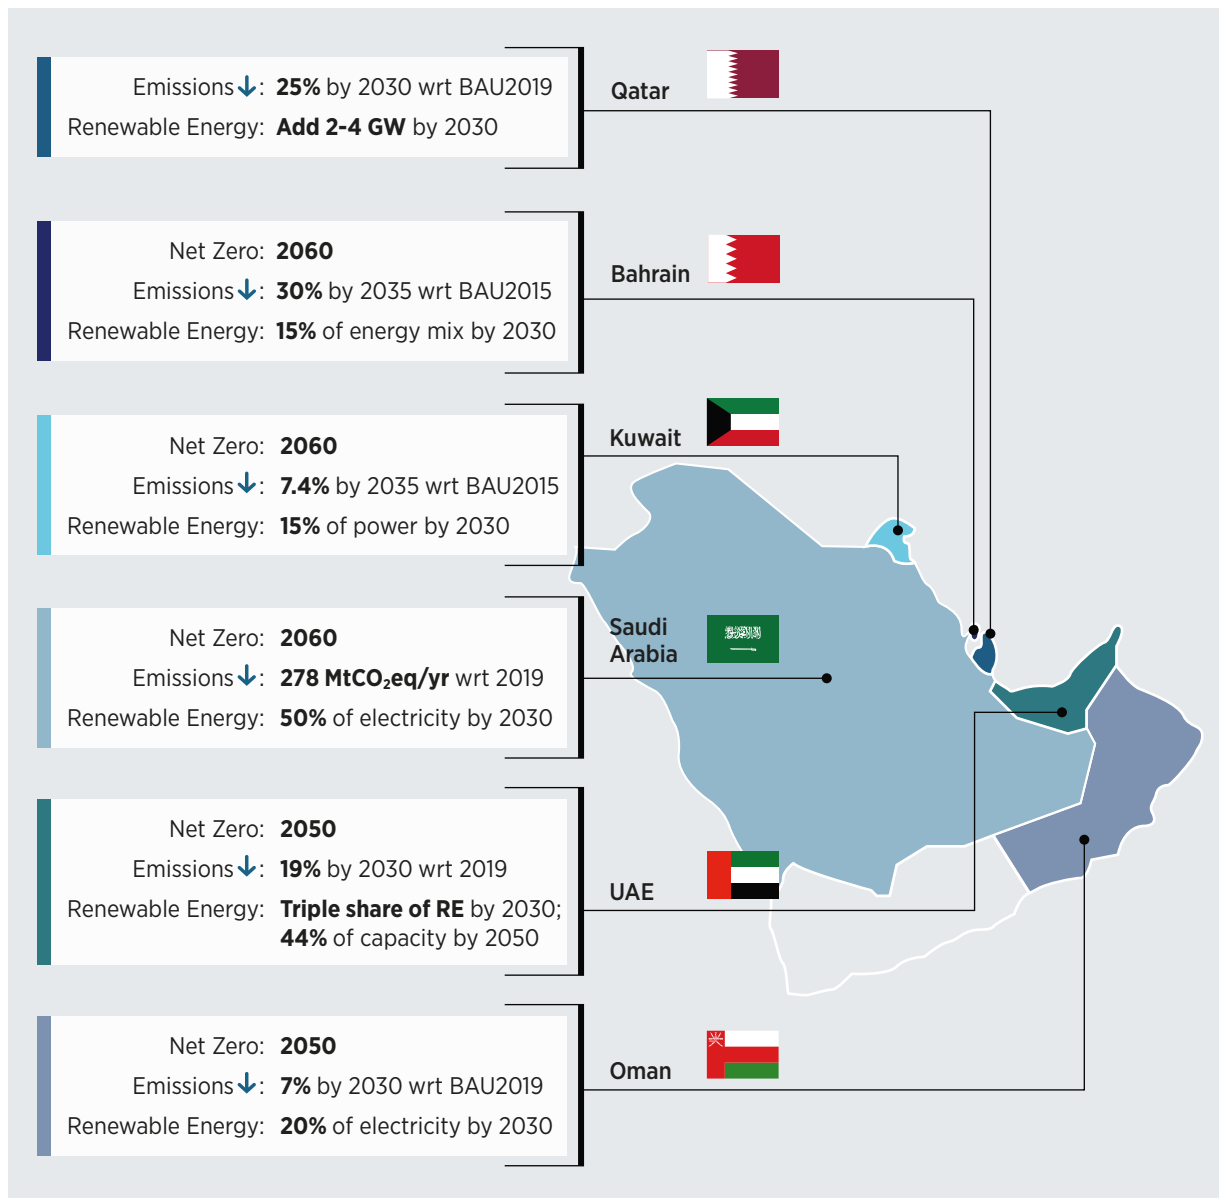 Emissions↓: 25% by 2030 wrt BAU2019
Renewable Energy: Add 2-4 GW by 2030
Qatar
Net Zero: 2060
Emissions↓: 30% by 2035 wrt BAU2015
Renewable Energy: 15% of energy mix by 2030
Bahrain
Net Zero: 2060
Emissions↓: 7.4% by 2035 wrt BAU2015
Renewable Energy: 15% of power by 2030
Kuwait
Net Zero: 2060
Emissions↓: 278 MtCO₂eq/yr wrt 2019
Renewable Energy: 50% of electricity by 2030
Saudi
Arabia
Net Zero: 2050
Emissions↓: 19% by 2030 wrt 2019
Renewable Energy: Triple share of RE by 2030;
44% of capacity by 2050
UAE
Net Zero: 2050
Emissions↓: 7% by 2030 wrt BAU2019
Renewable Energy: 20% of electricity by 2030
Oman